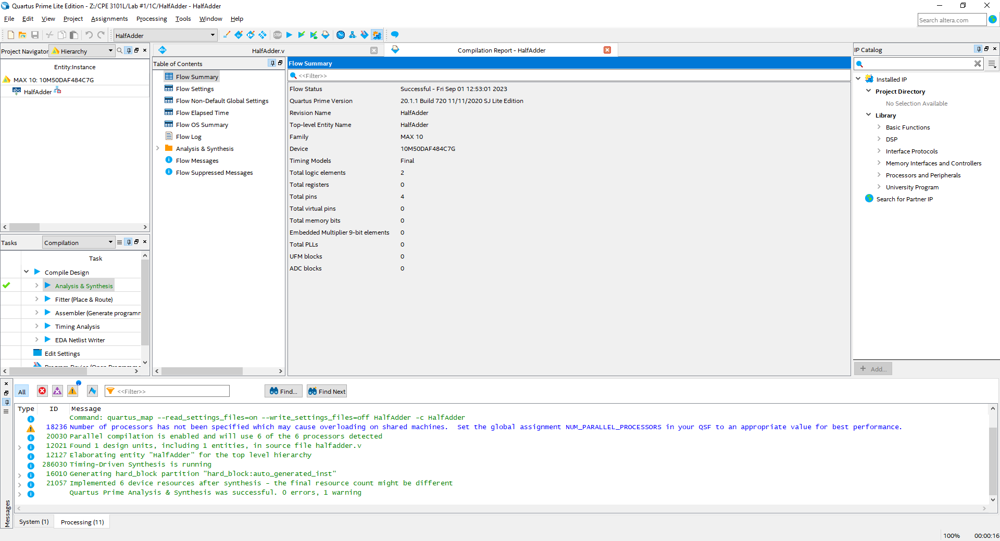 Quartus Prime Lite Edition - Z:/CPE 3101L/Lab #1/1C/HalfAdder - HalfAdder
File Edit View Project Assignments Processing Tools Window Help
Search altera.com
HalfAdder
STOP
Project Navigator Hierarchy
Entity:Instance
MAX 10: 10M50DAF484C7G
abc HalfAdder
Tasks Compilation
Task
Compile Design
Analysis & Synthesis
Fitter (Place & Route)
Assembler (Generate programm
Timing Analysis
EDA Netlist Writer
Edit Settings
Program Device (Open Programme
abc HalfAdder.v
Compilation Report - HalfAdder
Table of Contents
Flow Summary
Flow Settings
Flow Non-Default Global Settings
Flow Elapsed Time
Flow OS Summary
Flow Log
Analysis & Synthesis
Flow Messages
Flow Suppressed Messages
Flow Summary
<<Filter>>
Flow Status Successful - Fri Sep 01 12:53:01 2023
Quartus Prime Version 20.1.1 Build 720 11/11/2020 SJ Lite Edition
Revision Name HalfAdder
Top-level Entity Name HalfAdder
Family MAX 10
Device 10M50DAF484C7G
Timing Models Final
Total logic elements 2
Total registers 0
Total pins 4
Total virtual pins 0
Total memory bits 0
Embedded Multiplier 9-bit elements 0
Total PLLs 0
UFM blocks 0
ADC blocks 0
IP Catalog
Installed IP
Project Directory
No Selection Available
Library
Basic Functions
DSP
Interface Protocols
Memory Interfaces and Controllers
Processors and Peripherals
University Program
Search for Partner IP
+ Add...
All <<Filter>> Find... Find Next
Type ID Message
Command: quartus_map --read_settings_files=on --write_settings_files=off HalfAdder -c HalfAdder
18236 Number of processors has not been specified which may cause overloading on shared machines.  Set the global assignment NUM_PARALLEL_PROCESSORS in your QSF to an appropriate value for best performance.
20030 Parallel compilation is enabled and will use 6 of the 6 processors detected
12021 Found 1 design units, including 1 entities, in source file halfadder.v
12127 Elaborating entity "HalfAdder" for the top level hierarchy
286030 Timing-Driven Synthesis is running
16010 Generating hard_block partition "hard_block:auto_generated_inst"
21057 Implemented 6 device resources after synthesis - the final resource count might be different
Quartus Prime Analysis & Synthesis was successful. 0 errors, 1 warning
Messages
System (1) Processing (11)
100% 00:00:16